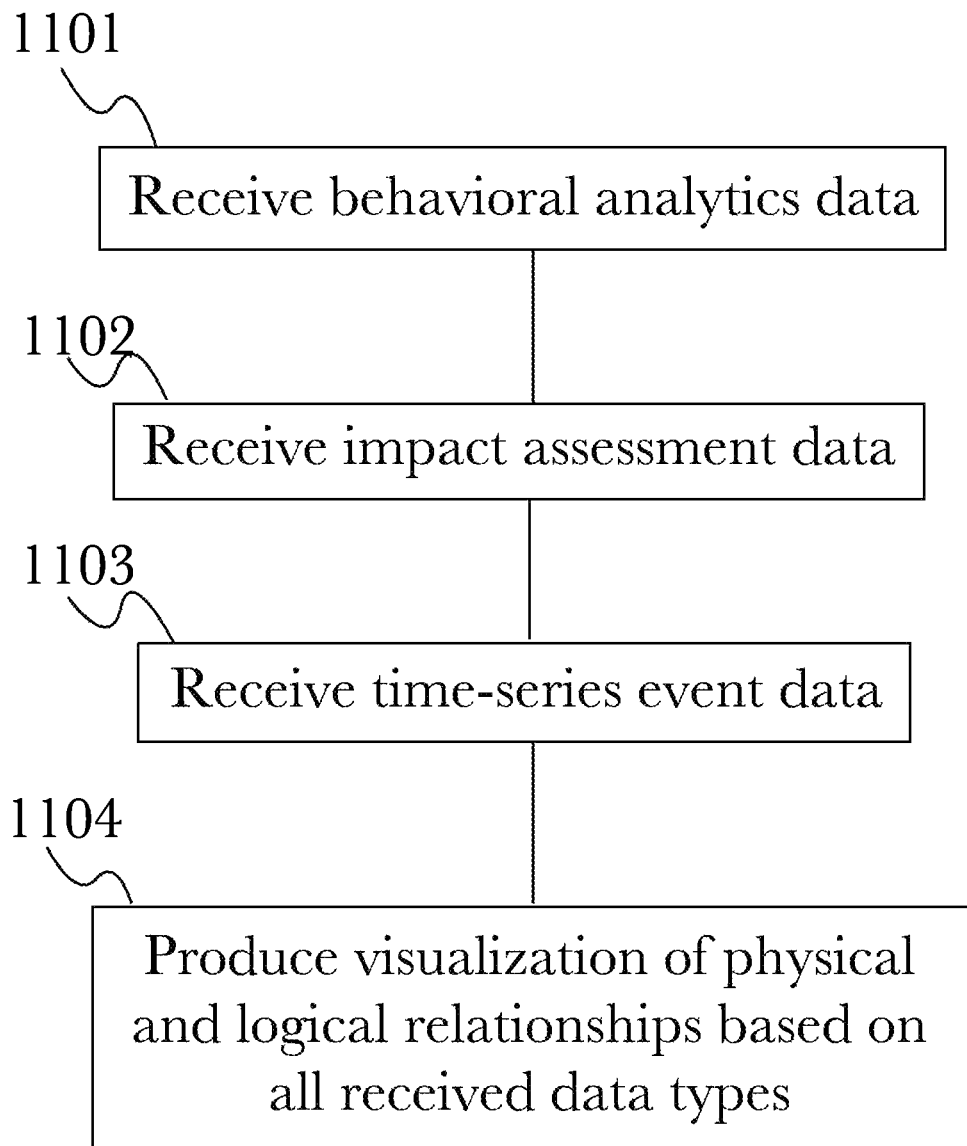 1101
Receive behavioral analytics data
1102
Receive impact assessment data
1103
Receive time-series event data
1104
Produce visualization of physical
and logical relationships based on
all received data types